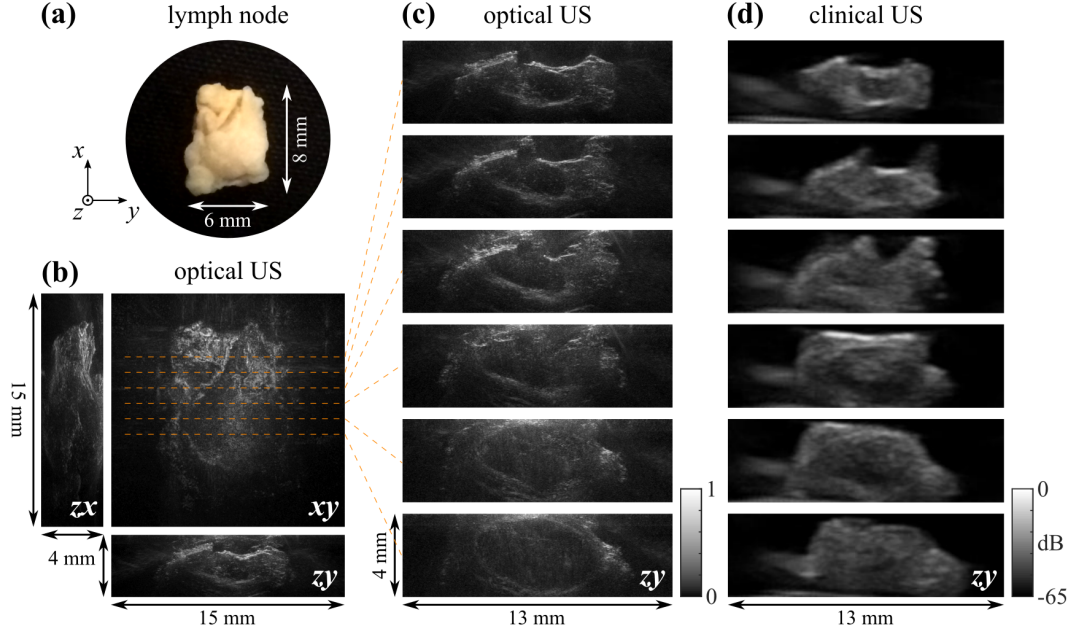 (a) lymph node
8 mm
6 mm
x
z
y
(b) optical US
15 mm
zx
xy
4 mm
zy
15 mm
(c) optical US
4 mm
13 mm
1
0
(d) clinical US
zy
13 mm
0
dB
-65